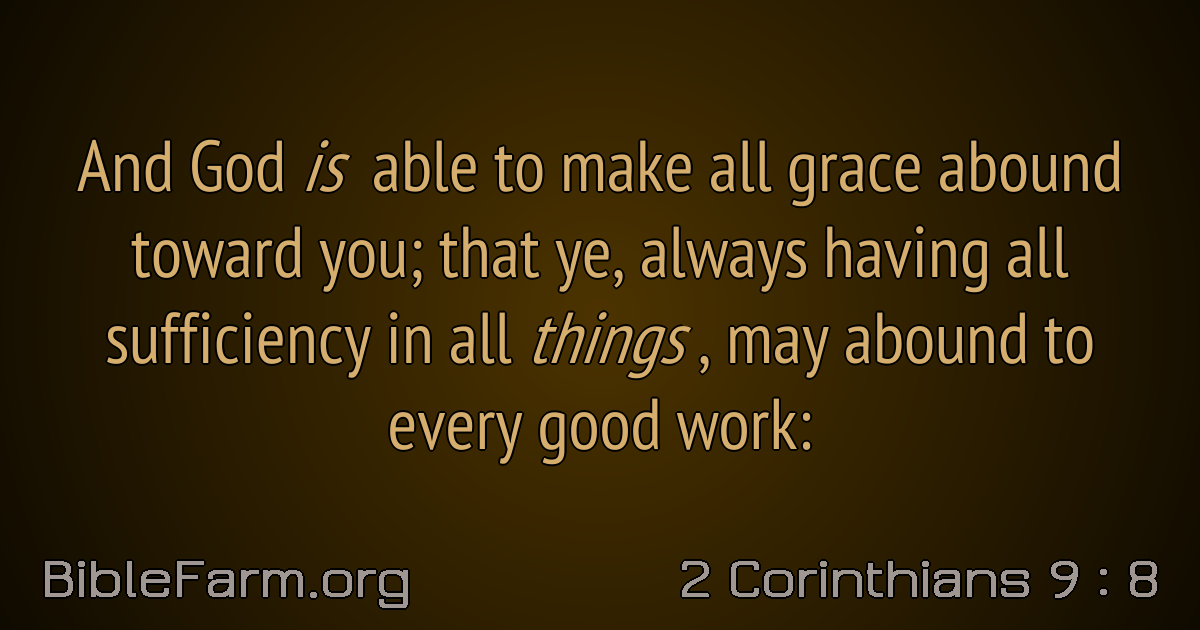 And God is able to make all grace abound
toward you; that ye, always having all
sufficiency in all things , may abound to
every good work:
BibleFarm.org
2 Corinthians 9 : 8